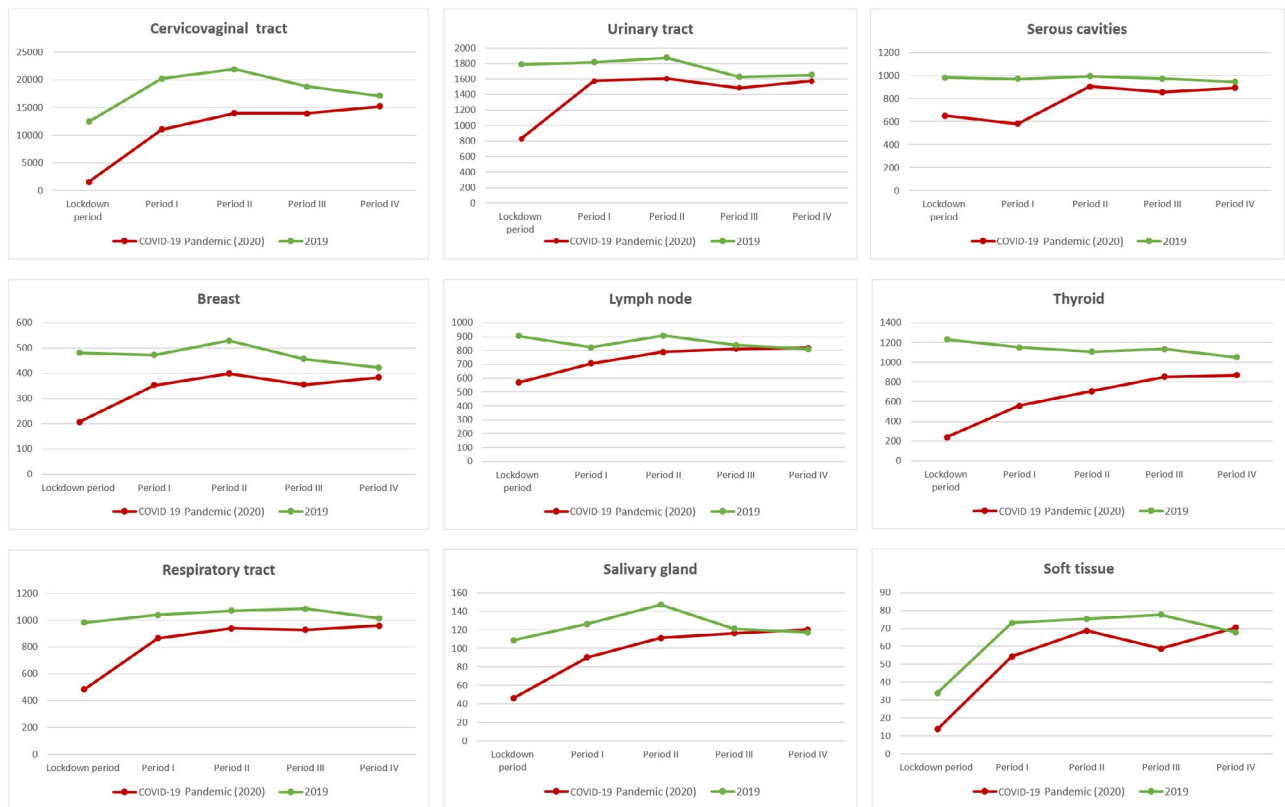 Cervicovaginal tract
25000
20000
15000
10000
5000
0
Lockdown period
Period I
Period II
Period III
Period IV
COVID-19 Pandemic (2020)
2019
Urinary tract
2000
1800
1600
1400
1200
1000
800
600
400
200
0
Lockdown
period
Period I
Period II
Period III
Period IV
COVID-19 Pandemic (2020)
2019
Serous cavities
1200
1000
800
600
400
200
0
Lockdown
period
Period I
Period II
Period III
Period IV
COVID-19 Pandemic (2020)
2019
Breast
600
500
400
300
200
100
0
Lockdown period
Period I
Period II
Period III
Period IV
COVID-19 Pandemic (2020)
2019
Lymph node
1000
900
800
700
600
500
400
300
200
100
0
Lockdown
period
Period I
Period II
Period III
Period IV
COVID-19 Pandemic (2020)
2019
Thyroid
1400
1200
1000
800
600
400
200
0
Lockdown
period
Period I
Period II
Period III
Period IV
COVID-19 Pandemic (2020)
2019
Respiratory tract
1200
1000
800
600
400
200
0
Lockdown period
Period I
Period II
Period III
Period IV
COVID-19 Pandemic (2020)
2019
Salivary gland
160
140
120
100
80
60
40
20
0
Lockdown
period
Period I
Period II
Period III
Period IV
COVID-19 Pandemic (2020)
2019
Soft tissue
90
80
70
60
50
40
30
20
10
0
Lockdown period
Period I
Period II
Period III
Period IV
COVID-19 Pandemic (2020)
2019